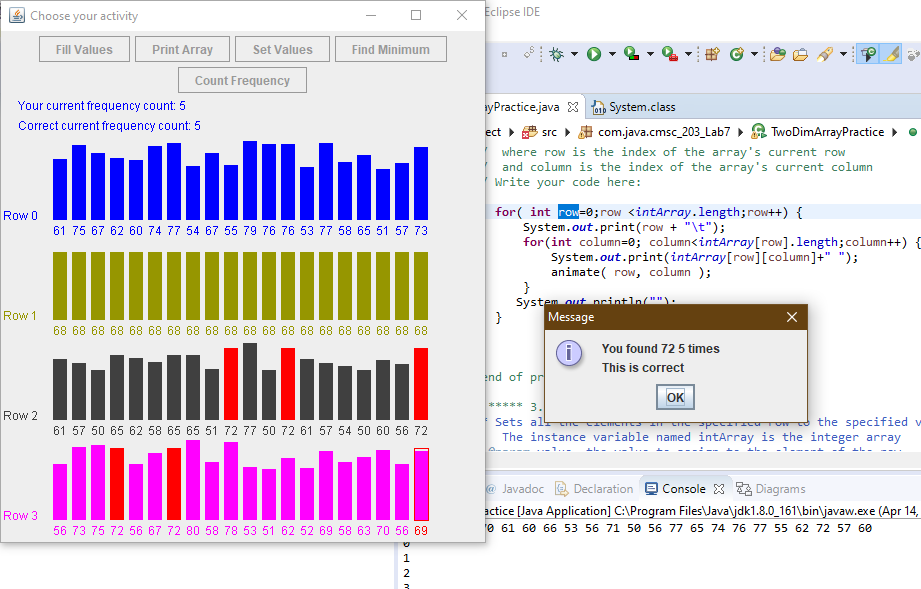 Choose your activity
Eclipse IDE
Fill Values
Print Array
Set Values
Find Minimum
Count Frequency
Your current frequency count: 5
Correct current frequency count: 5
Row 0
61 75 67 62 60 74 77 54 67 55 79 76 76 53 77 58 65 51 57 73
Row 1
68 68 68 68 68 68 68 68 68 68 68 68 68 68 68 68 68 68 68 68
Row 2
61 57 50 65 62 58 65 65 51 72 77 50 72 61 57 54 50 60 56 72
Row 3
56 73 75 72 56 67 72 80 58 78 53 51 62 52 69 58 63 70 56 69
ayPractice.java
System.class
ect
src
com.java.cmsc_203_Lab7
TwoDimArrayPractice
/ where row is the index of the array's current row
/ and column is the index of the array's current column
/ Write your code here:
for( int row=0;row <intArray.length;row++) {
System.out.print(row + "\t");
for(int column=0; column<intArray[row].length;column++) {
System.out.print(intArray[row][column]+" ");
animate( row, column );
}
System.out.println("");
}
Message
You found 72 5 times
This is correct
OK
end of pr
***** 3.
* Sets all the elements in the specified row to the specified v
The instance variable named intArray is the integer array
Javadoc
Declaration
Console
Diagrams
actice [Java Application] C:\Program Files\Java\jdk1.8.0_161\bin\javaw.exe (Apr 14,
70 61 60 66 53 56 71 50 56 77 65 74 76 77 55 62 72 57 60
0
1
2
3